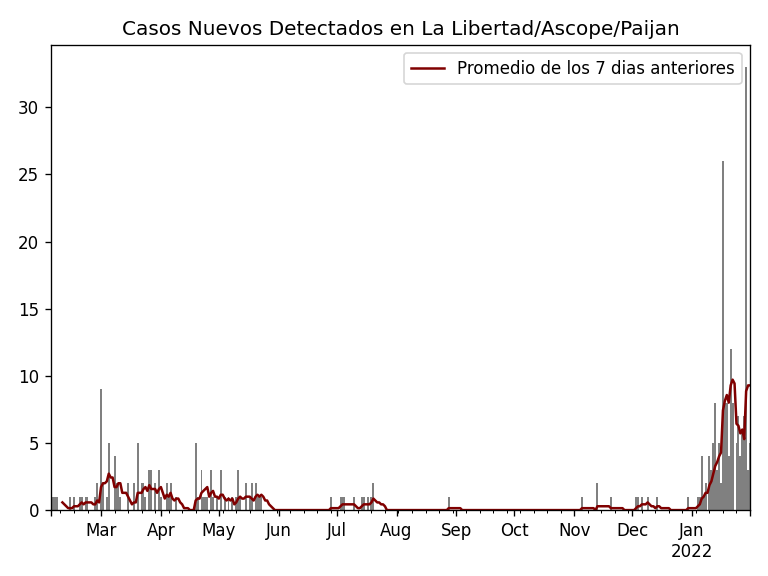 Casos Nuevos Detectados en La Libertad/Ascope/Paijan
Promedio de los 7 dias anteriores
30
25
20
15
10
5
0
Mar Apr May Jun Jul Aug Sep Oct Nov Dec Jan
2022